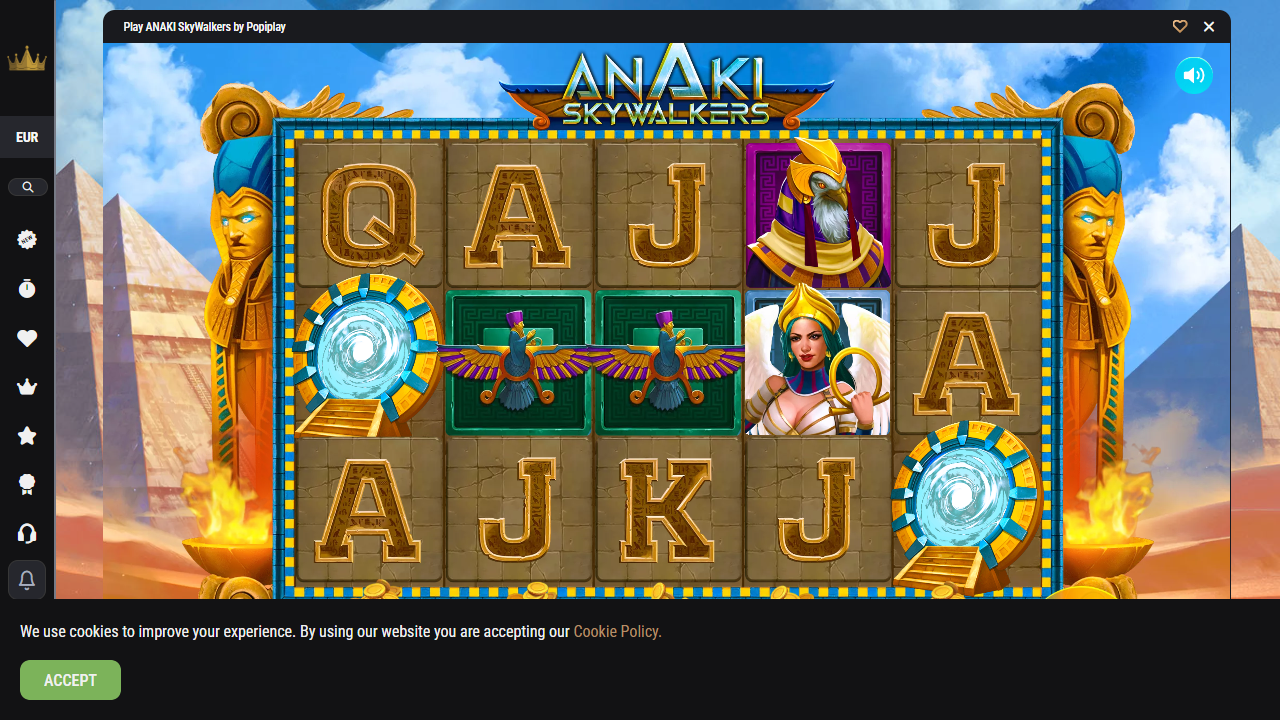 Play ANAKI SkyWalkers by Popiplay
ANAKI
SKYWALKERS
EUR
NEW
Q A J J
A
A J K J
We use cookies to improve your experience. By using our website you are accepting our Cookie Policy.
ACCEPT